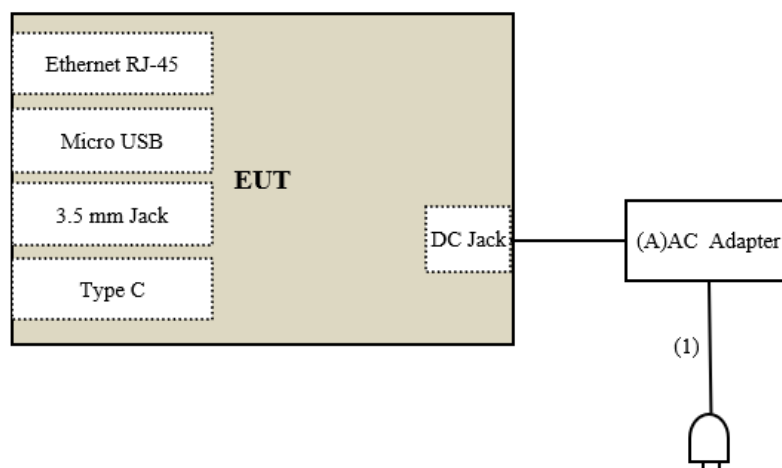 Ethernet RJ-45
Micro USB
EUT
3.5 mm Jack
DC Jack
(A)AC Adapter
Type C
(1)